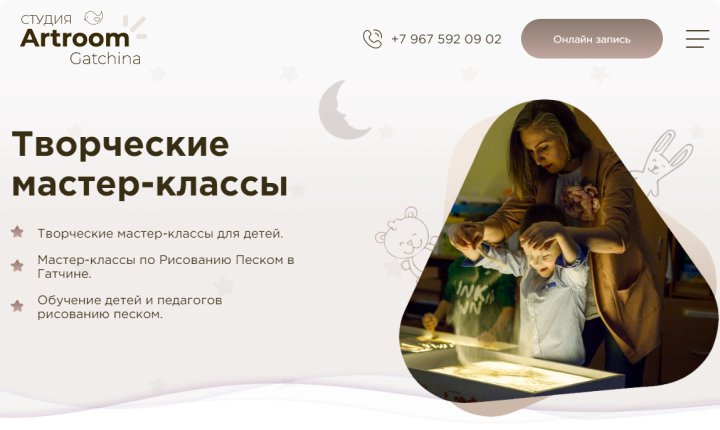 СТУДИЯ
Artroom
Gatchina
+7 967 592 09 02
Онлайн запись
Творческие
мастер-классы
Творческие мастер-классы для детей.
Мастер-классы по Рисованию Песком в
Гатчине.
Обучение детей и педагогов
рисованию песком.
INK